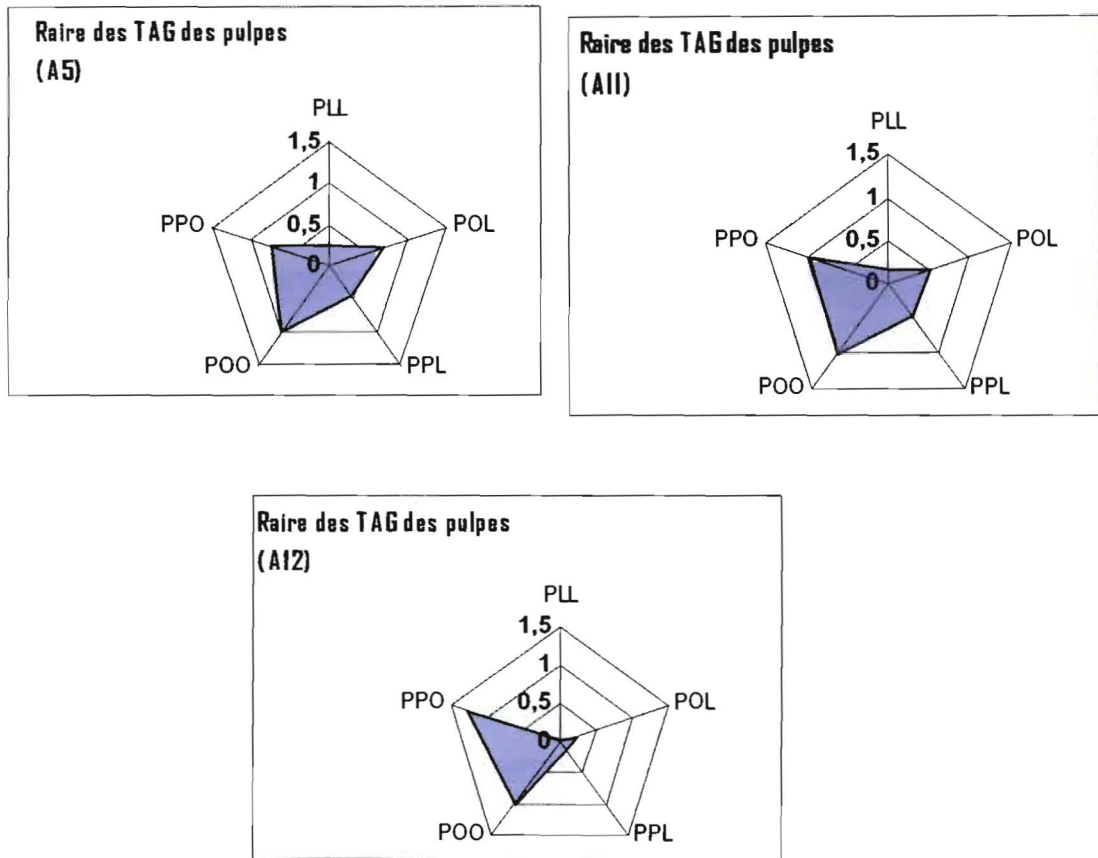 Raire des TAG des pulpes
(A5)
PLL
1,5
1
0,5
0
PPO
POL
POO
PPL
Raire des TAG des pulpes
(A11)
PLL
1,5
1
0,5
0
PPO
POL
POO
PPL
Raire des TAG des pulpes
(A12)
PLL
1,5
1
0,5
0
PPO
POL
POO
PPL